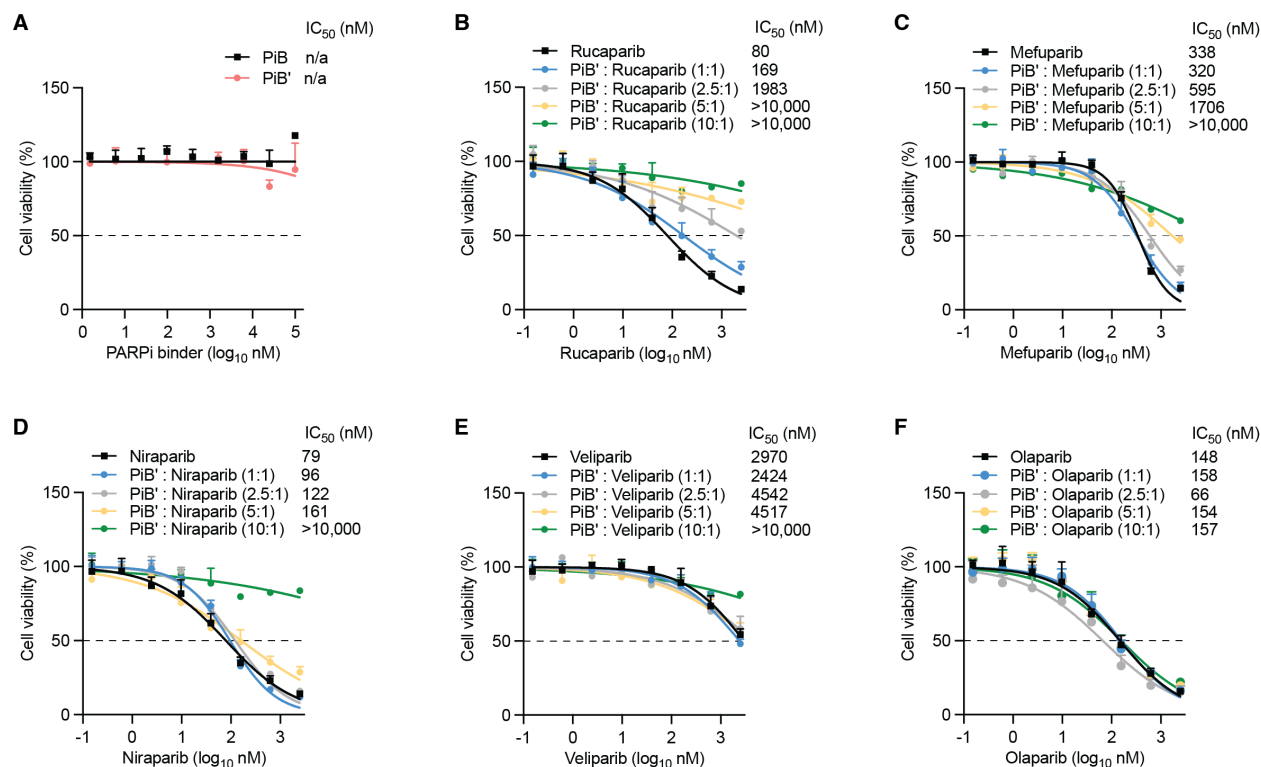 A
IC50 (nM)
PiB n/a
PiB' n/a
150
100
50
0
Cell viability (%)
0 1 2 3 4 5
PARPi binder (log10 nM)
B
IC50 (nM)
Rucaparib 80
PiB' : Rucaparib (1:1) 169
PiB' : Rucaparib (2.5:1) 1983
PiB' : Rucaparib (5:1) >10,000
PiB' : Rucaparib (10:1) >10,000
150
100
50
0
Cell viability (%)
-1 0 1 2 3
Rucaparib (log10 nM)
C
IC50 (nM)
Mefuparib 338
PiB' : Mefuparib (1:1) 320
PiB' : Mefuparib (2.5:1) 595
PiB' : Mefuparib (5:1) 1706
PiB' : Mefuparib (10:1) >10,000
150
100
50
0
Cell viability (%)
-1 0 1 2 3
Mefuparib (log10 nM)
D
IC50 (nM)
Niraparib 79
PiB' : Niraparib (1:1) 96
PiB' : Niraparib (2.5:1) 122
PiB' : Niraparib (5:1) 161
PiB' : Niraparib (10:1) >10,000
150
100
50
0
Cell viability (%)
-1 0 1 2 3
Niraparib (log10 nM)
E
IC50 (nM)
Veliparib 2970
PiB' : Veliparib (1:1) 2424
PiB' : Veliparib (2.5:1) 4542
PiB' : Veliparib (5:1) 4517
PiB' : Veliparib (10:1) >10,000
150
100
50
0
Cell viability (%)
-1 0 1 2 3
Veliparib (log10 nM)
F
IC50 (nM)
Olaparib 148
PiB' : Olaparib (1:1) 158
PiB' : Olaparib (2.5:1) 66
PiB' : Olaparib (5:1) 154
PiB' : Olaparib (10:1) 157
150
100
50
0
Cell viability (%)
-1 0 1 2 3
Olaparib (log10 nM)